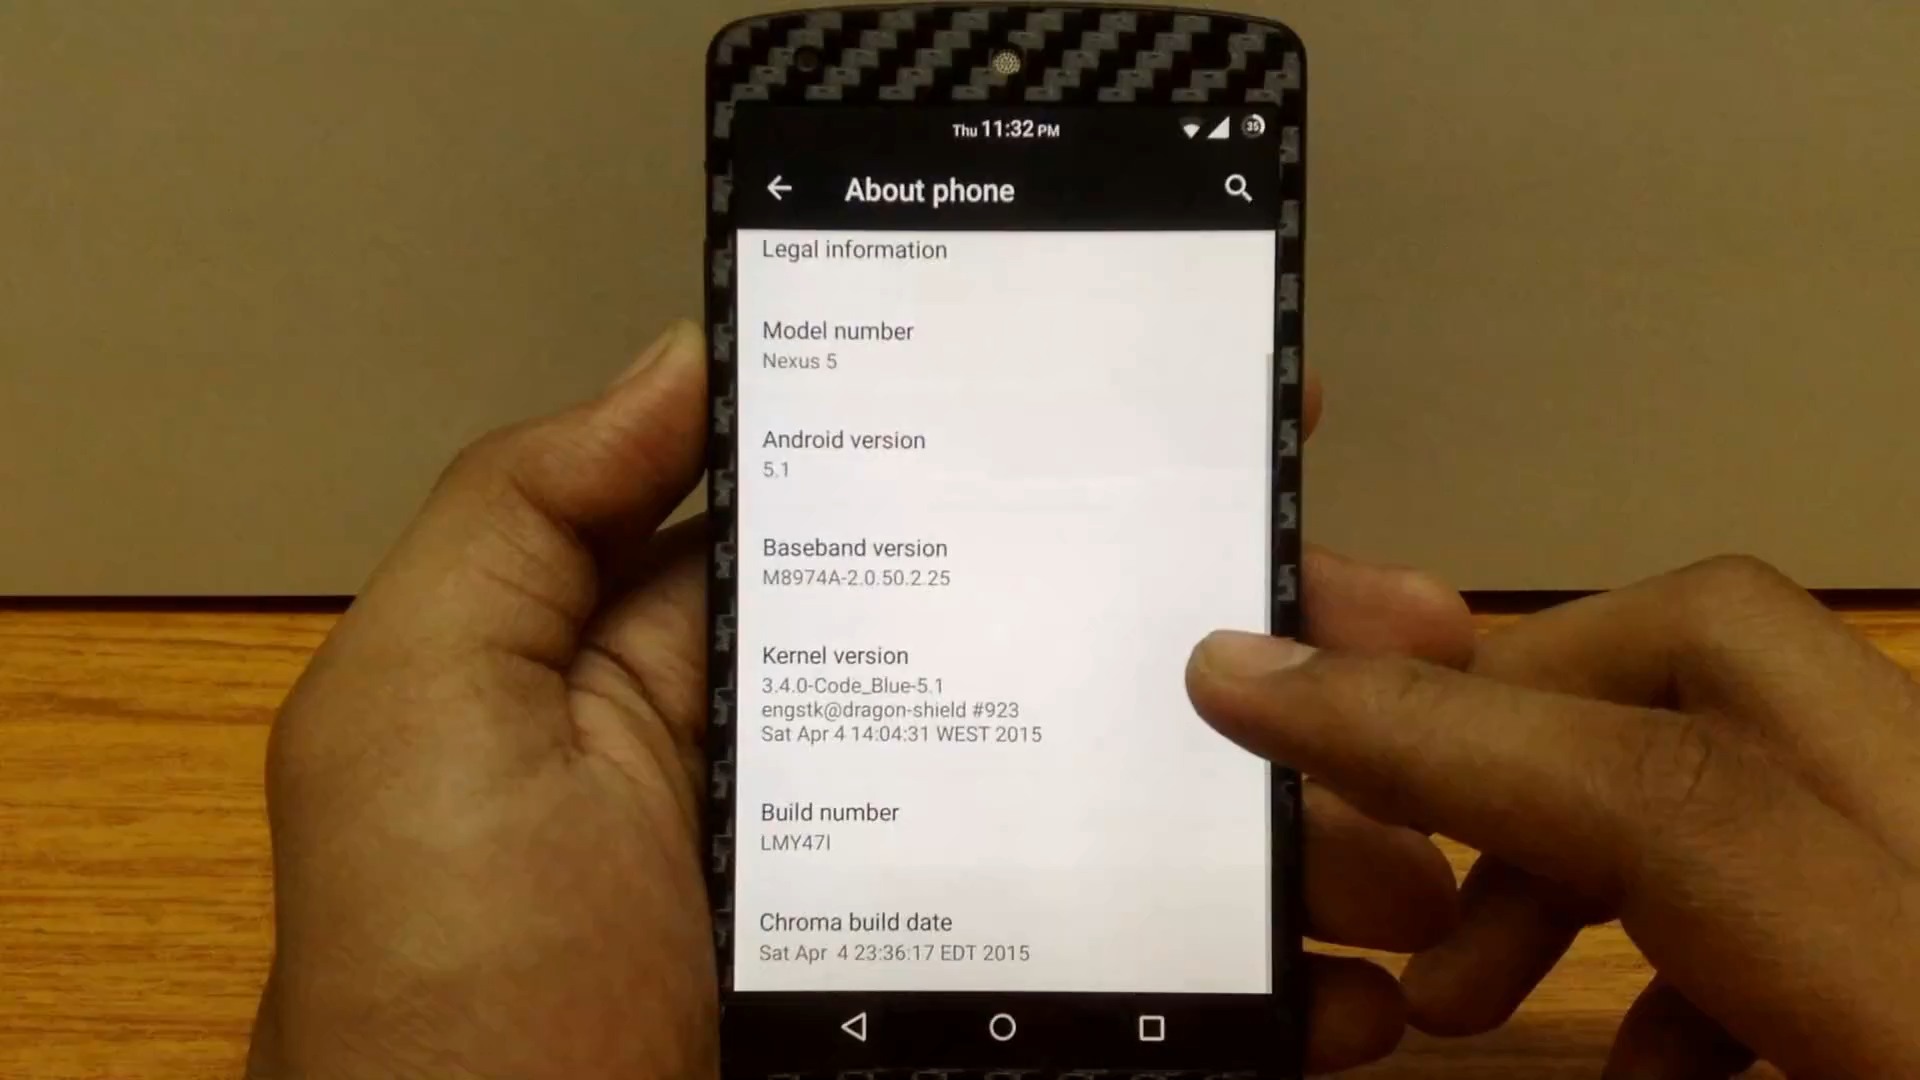 Thu 11:32 PM
35
About phone
Legal information
Model number
Nexus 5
Android version
5.1
Baseband version
M8974A-2.0.50.2.25
Kernel version
3.4.0-Code_Blue-5.1
engstk@dragon-shield #923
Sat Apr 4 14:04:31 WEST 2015
Build number
LMY47I
Chroma build date
Sat Apr 4 23:36:17 EDT 2015